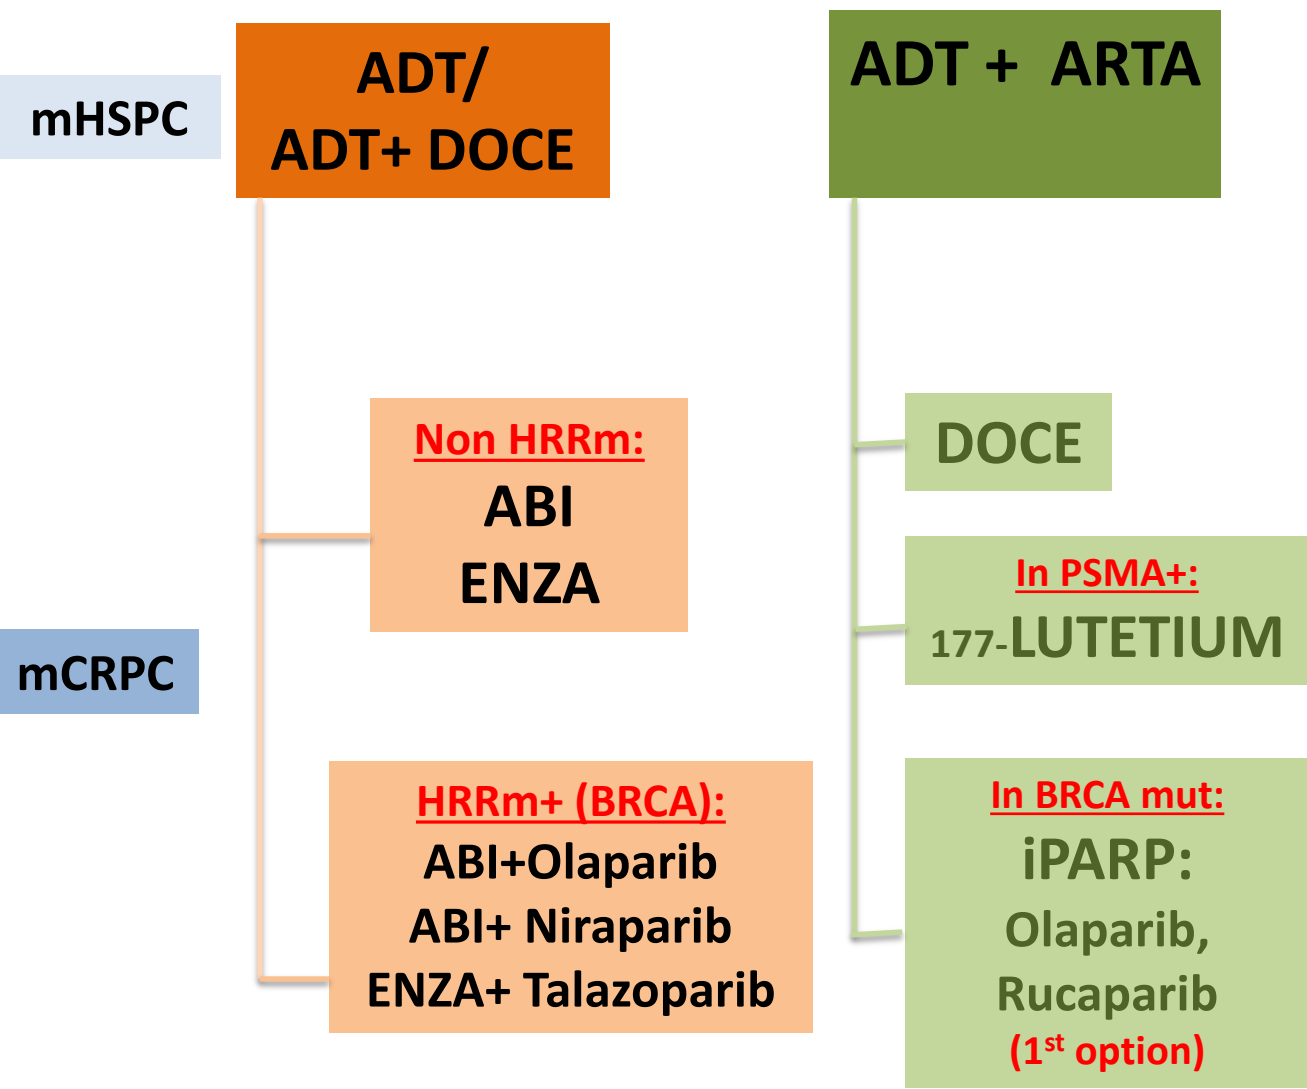 mHSPC
ADT/
ADT+ DOCE
ADT + ARTA
Non HRRm:
ABI
ENZA
DOCE
In PSMA+:
177-LUTETIUM
mCRPC
HRRm+ (BRCA):
ABI+Olaparib
ABI+ Niraparib
ENZA+ Talazoparib
In BRCA mut:
iPARP:
Olaparib,
Rucaparib
(1st option)